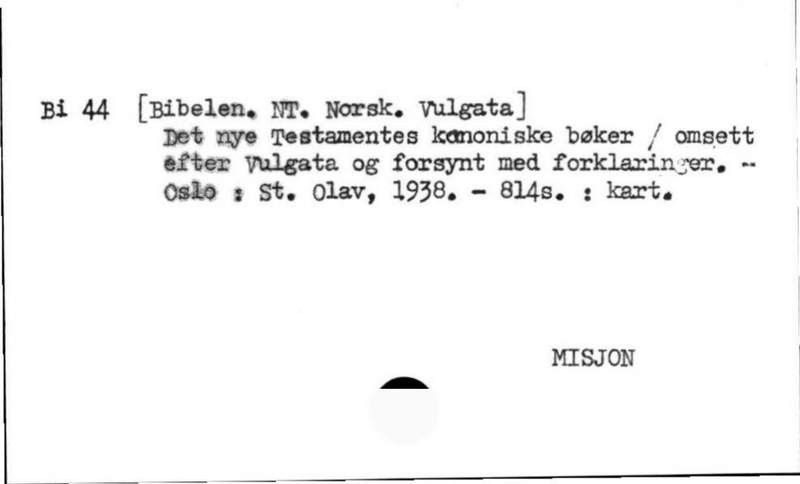 Bi 44 [Bibelen. NT. Norsk. Vulgata]
Det nye Testamentes kanoniske bøker / omsett
efter Vulgata og forsynt med forklaringer. -
Oslo : St. Olav, 1938. - 814s. : kart.
MISJON